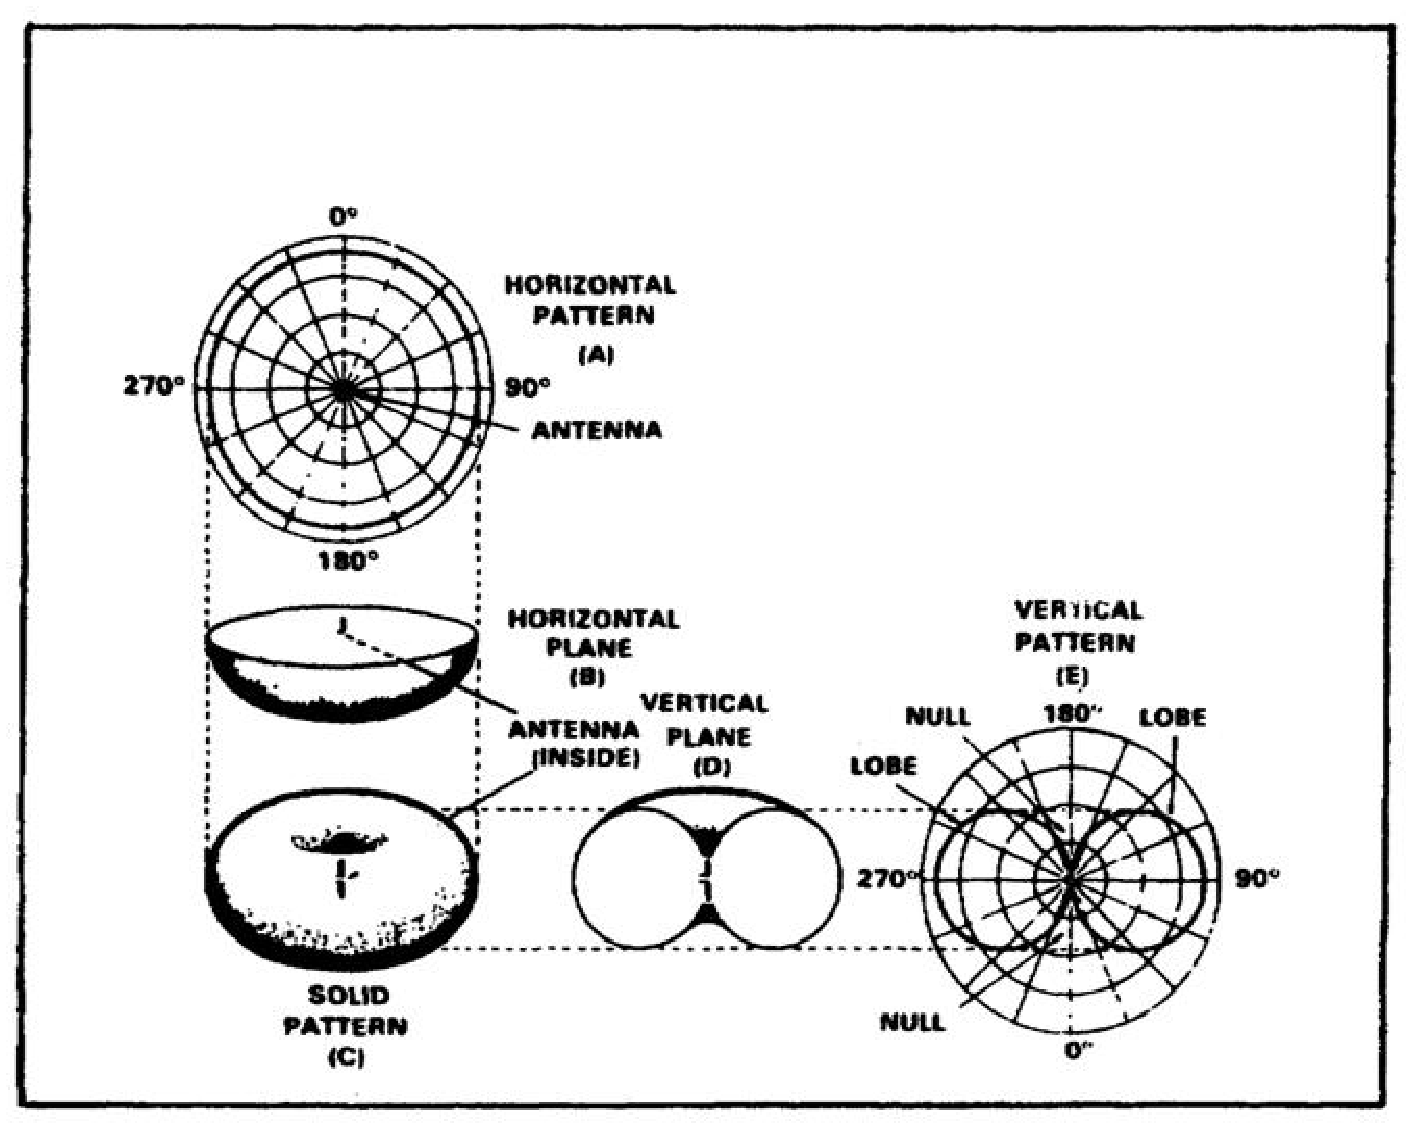 0°
HORIZONTAL
PATTERN
(A)
270°
90°
ANTENNA
180°
HORIZONTAL
PLANE
(B)
ANTENNA
(INSIDE)
SOLID
PATTERN
(C)
VERTICAL
PLANE
(D)
VERTICAL
PATTERN
(E)
NULL
180°
LOBE
LOBE
270°
90°
NULL
0°